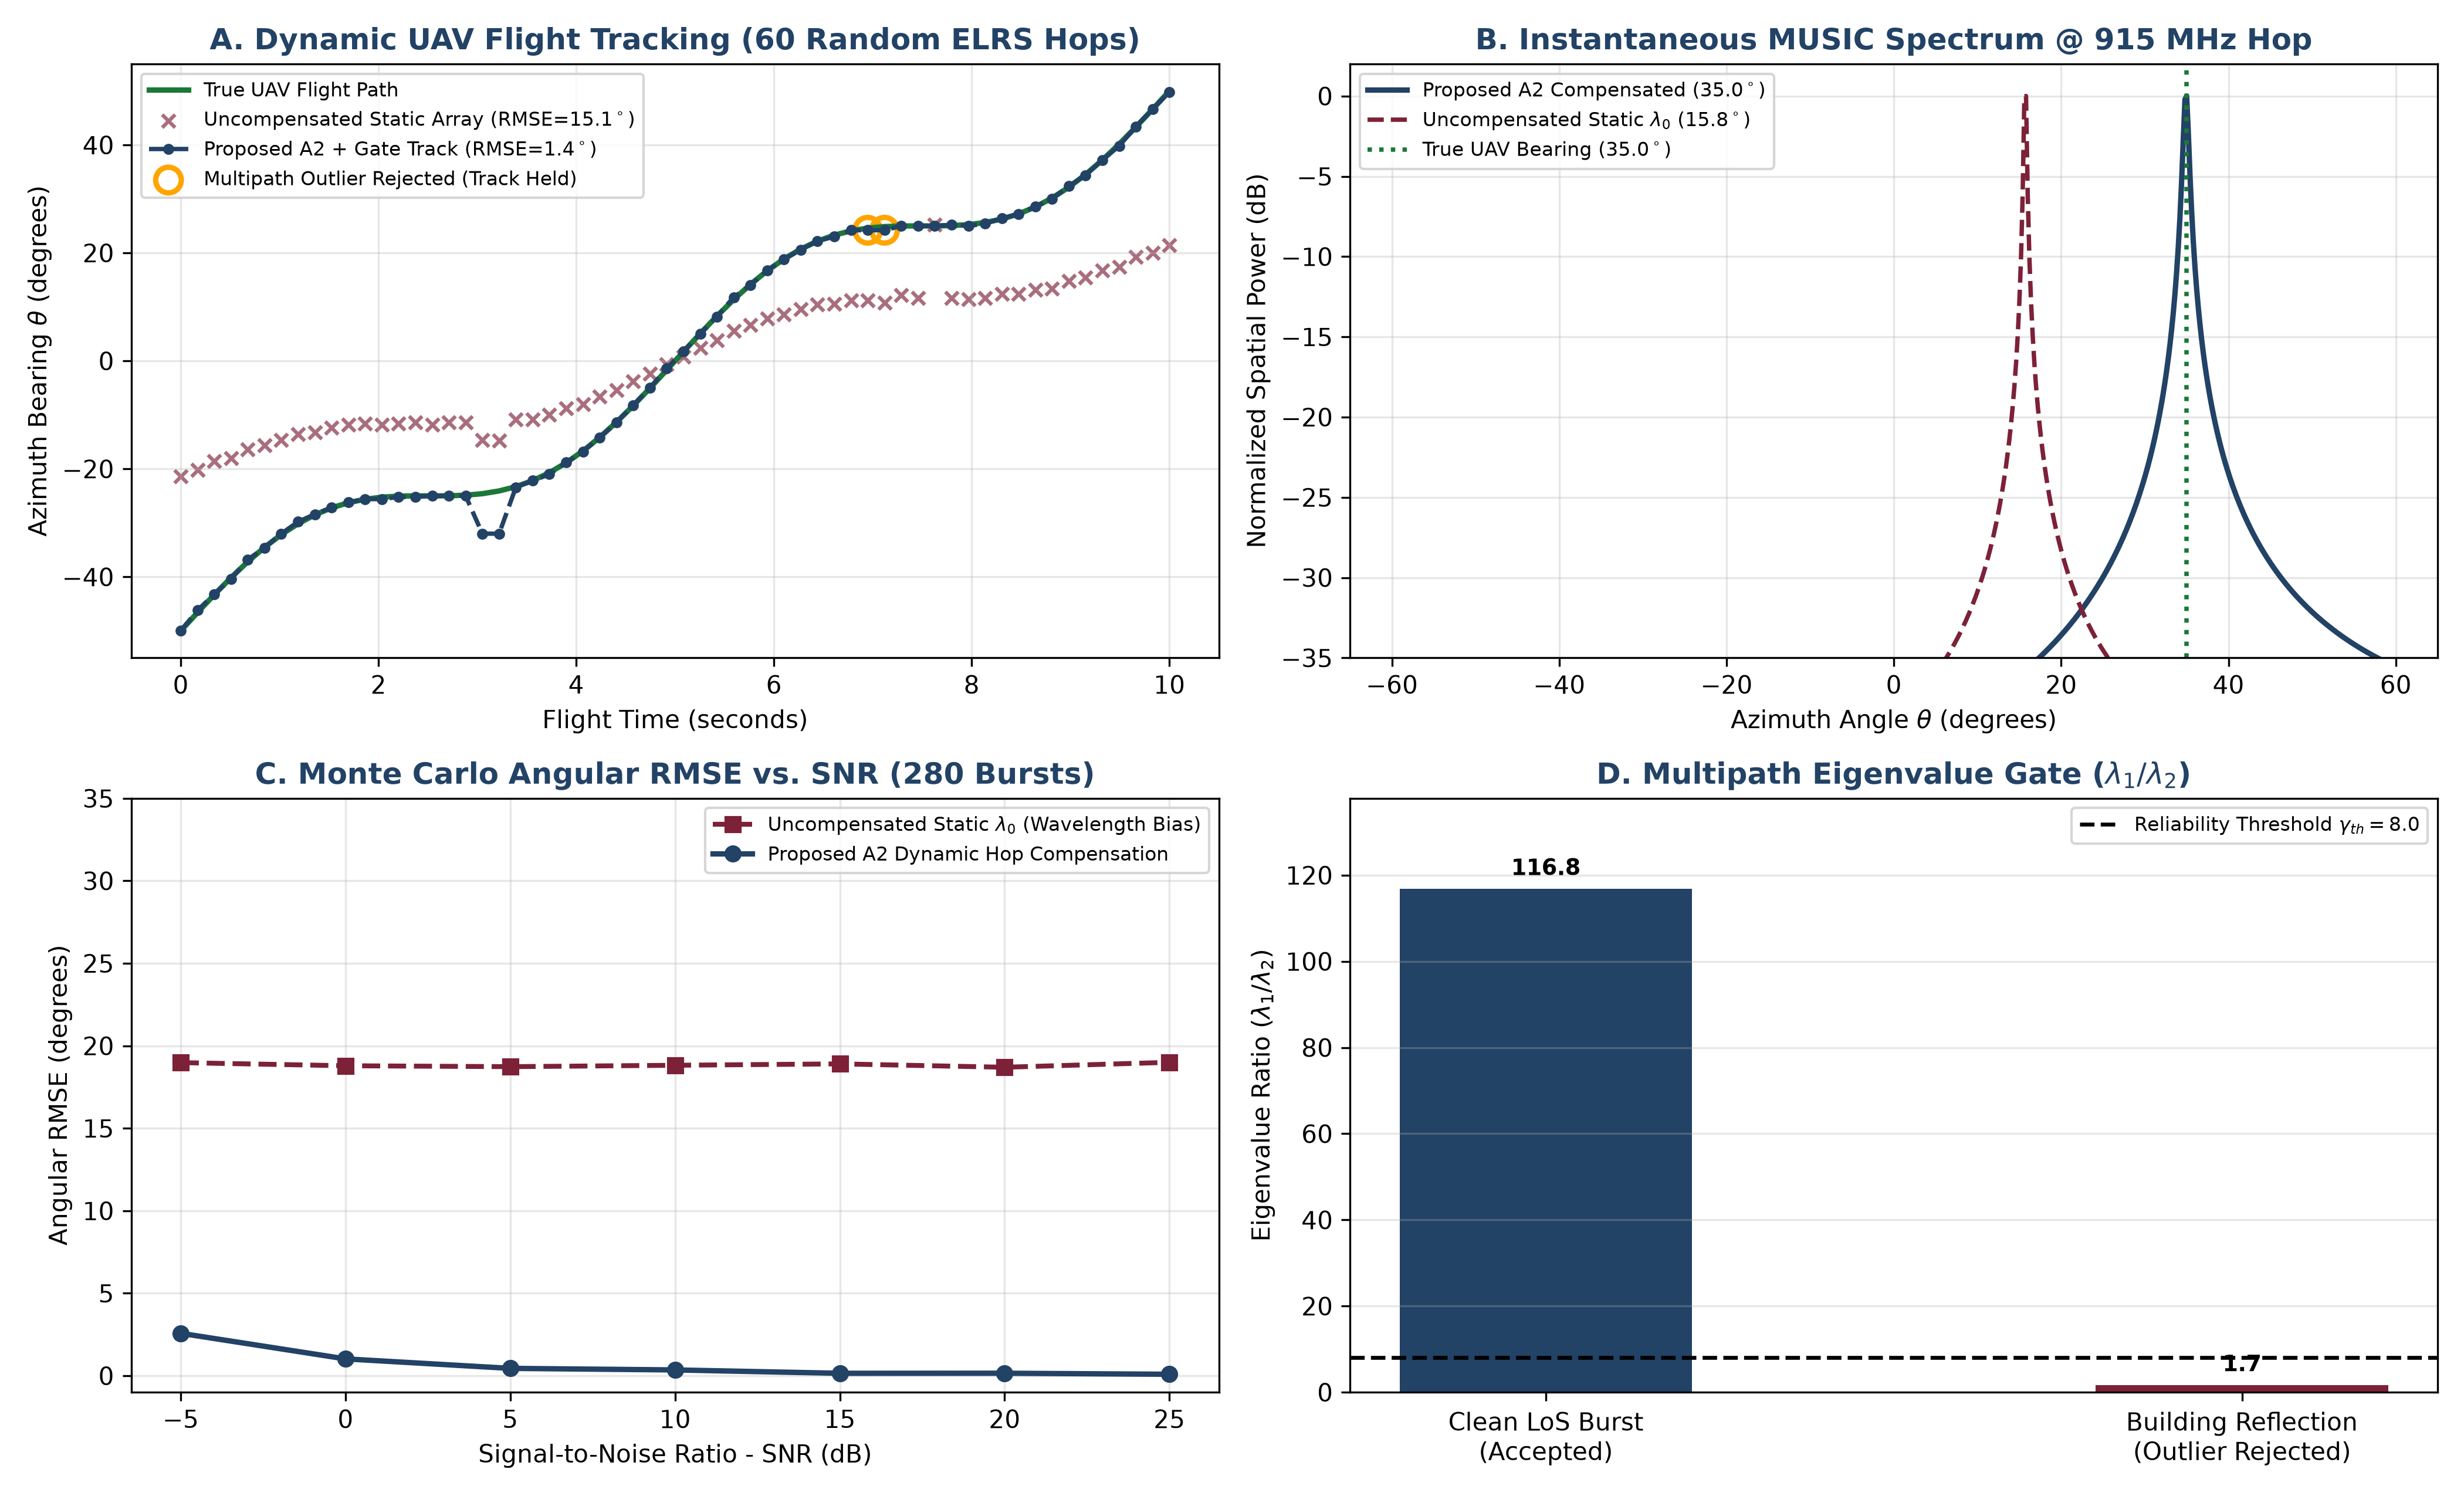 A. Dynamic UAV Flight Tracking (60 Random ELRS Hops)
True UAV Flight Path
Uncompensated Static Array (RMSE=15.1°)
Proposed A2 + Gate Track (RMSE=1.4°)
Multipath Outlier Rejected (Track Held)
Azimuth Bearing θ (degrees)
40
20
0
−20
−40
0 2 4 6 8 10
Flight Time (seconds)
B. Instantaneous MUSIC Spectrum @ 915 MHz Hop
Proposed A2 Compensated (35.0°)
Uncompensated Static λ₀ (15.8°)
True UAV Bearing (35.0°)
Normalized Spatial Power (dB)
0
−5
−10
−15
−20
−25
−30
−35
−60 −40 −20 0 20 40 60
Azimuth Angle θ (degrees)
C. Monte Carlo Angular RMSE vs. SNR (280 Bursts)
Uncompensated Static λ₀ (Wavelength Bias)
Proposed A2 Dynamic Hop Compensation
Angular RMSE (degrees)
35
30
25
20
15
10
5
0
−5 0 5 10 15 20 25
Signal-to-Noise Ratio - SNR (dB)
D. Multipath Eigenvalue Gate (λ₁/λ₂)
Reliability Threshold γ_th = 8.0
Eigenvalue Ratio (λ₁/λ₂)
120
100
80
60
40
20
0
116.8
1.7
Clean LoS Burst
(Accepted)
Building Reflection
(Outlier Rejected)